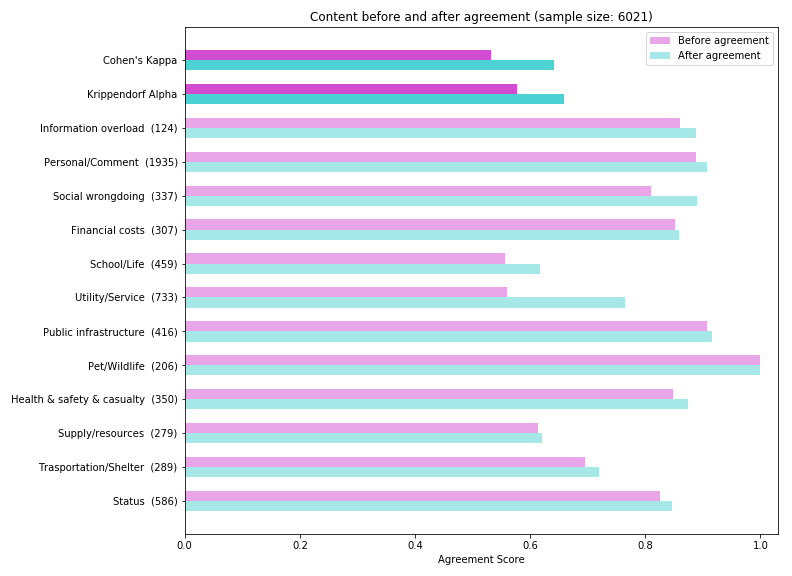 Content before and after agreement (sample size: 6021)
Before agreement
After agreement
Cohen's Kappa
Krippendorf Alpha
Information overload (124)
Personal/Comment (1935)
Social wrongdoing (337)
Financial costs (307)
School/Life (459)
Utility/Service (733)
Public infrastructure (416)
Pet/Wildlife (206)
Health & safety & casualty (350)
Supply/resources (279)
Trasportation/Shelter (289)
Status (586)
0.0 0.2 0.4 0.6 0.8 1.0
Agreement Score